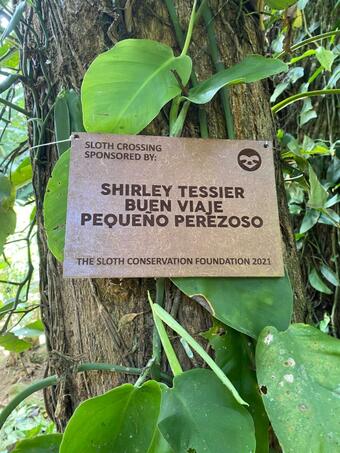 SLOTH CROSSING
SPONSORED BY:
SHIRLEY TESSIER
BUEN VIAJE
PEQUEÑO PEREZOSO
THE SLOTH CONSERVATION FOUNDATION 2021